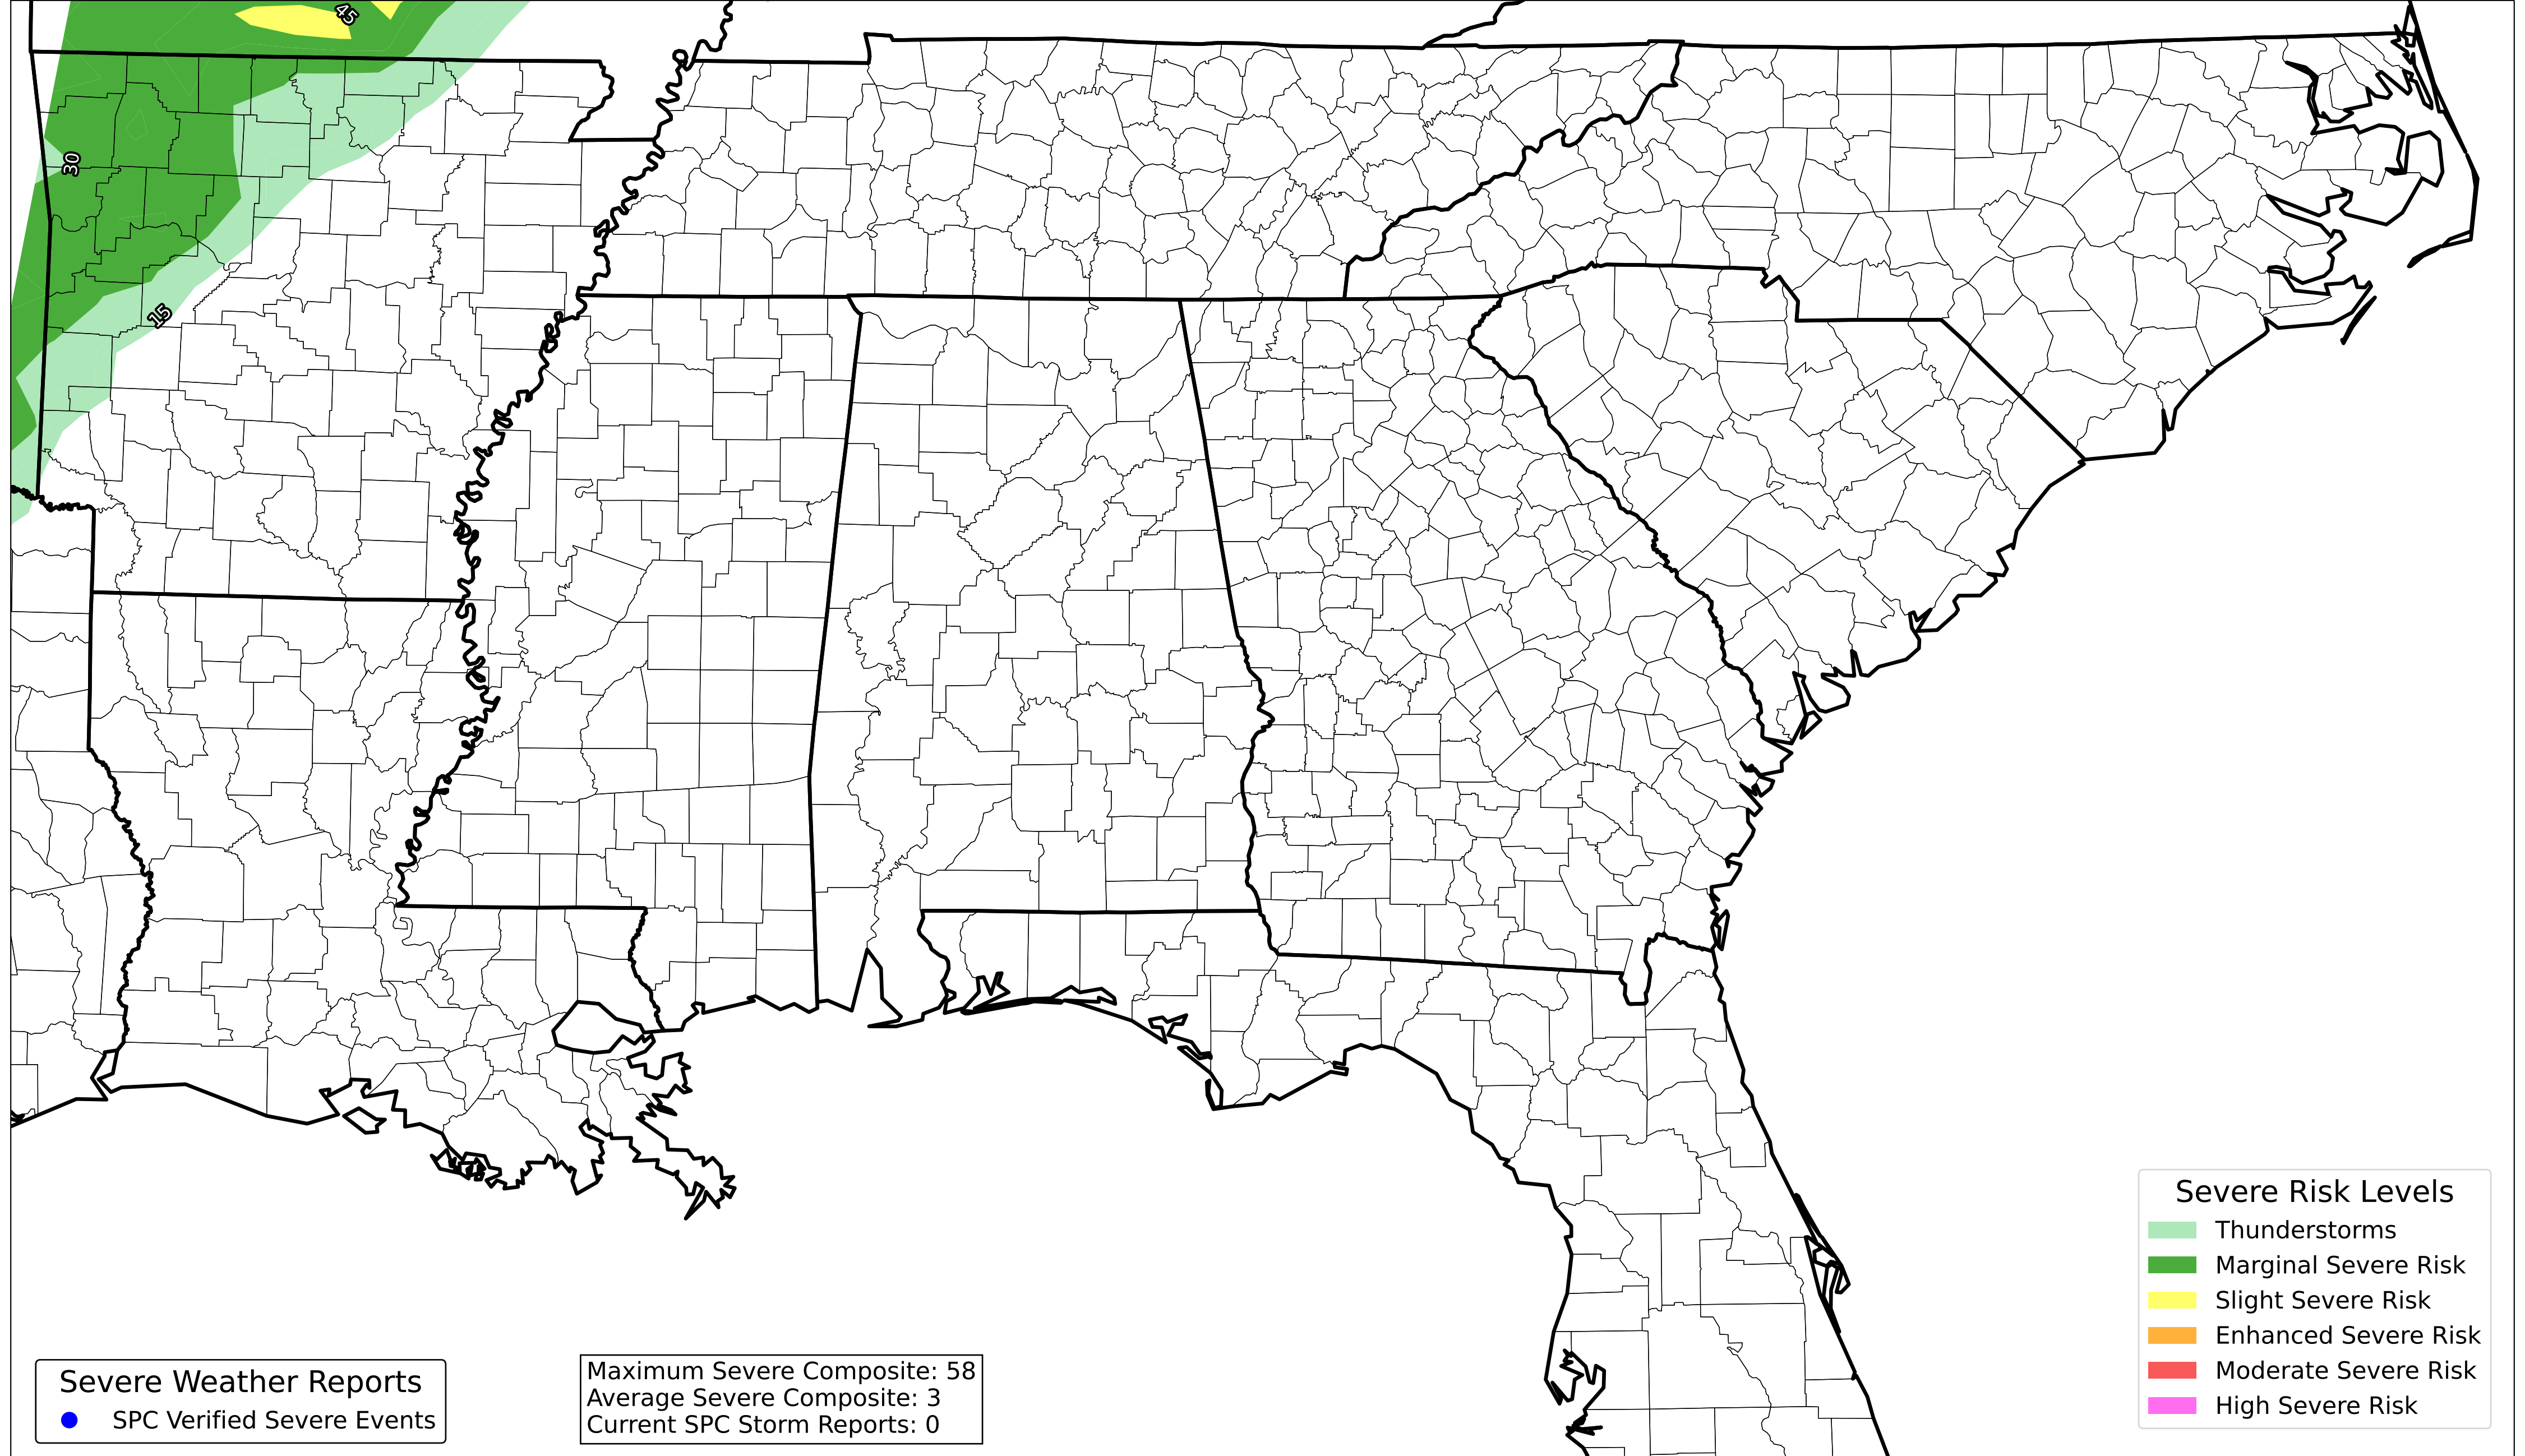 45
30
15
Severe Risk Levels
Thunderstorms
Marginal Severe Risk
Slight Severe Risk
Enhanced Severe Risk
Moderate Severe Risk
High Severe Risk
Severe Weather Reports
SPC Verified Severe Events
Maximum Severe Composite: 58
Average Severe Composite: 3
Current SPC Storm Reports: 0